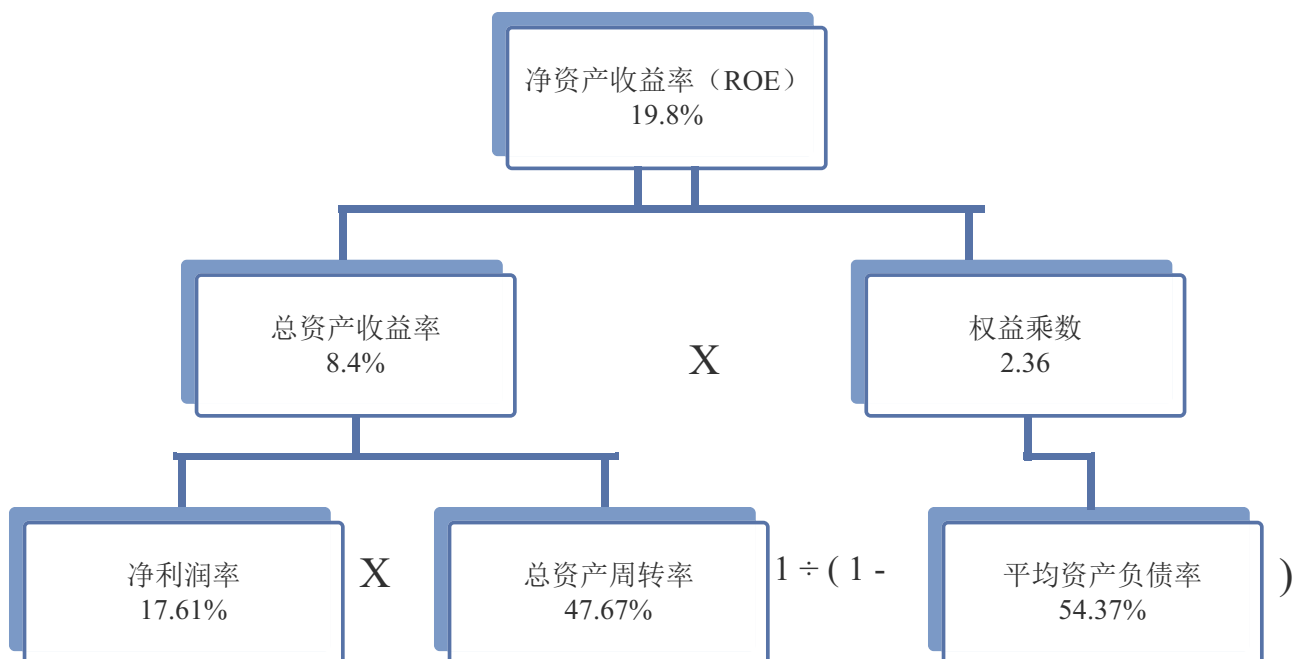 净资产收益率（ROE）
19.8%
总资产收益率
8.4%
X
权益乘数
2.36
净利润率
17.61%
X
总资产周转率
47.67%
1 ÷ ( 1 -
平均资产负债率
54.37%
)